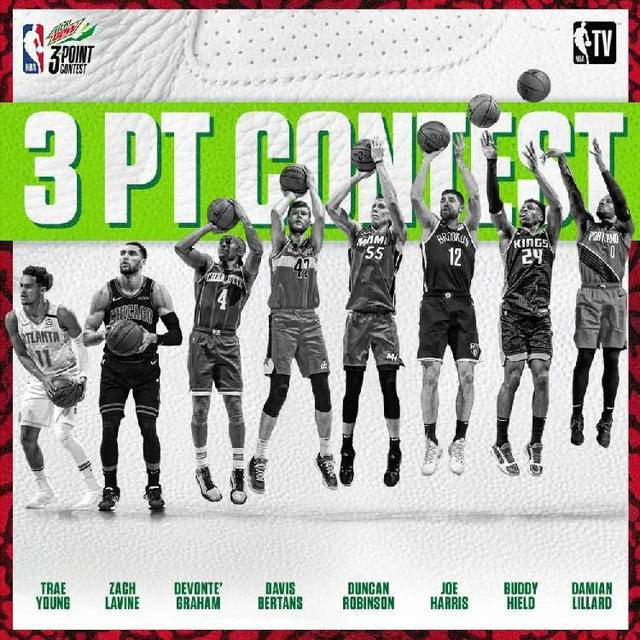 NBA
MTN DEW
3POINT
CONTEST
NBA
TV
3 PT CONTEST
ATLANTA
11
CHICAGO
CHARLOTTE
4
42
MIAMI
55
BROOKLYN
12
KINGS
24
PORTLAND
0
TRAE
YOUNG
ZACH
LAVINE
DEVONTE'
GRAHAM
DAVIS
BERTANS
DUNCAN
ROBINSON
JOE
HARRIS
BUDDY
HIELD
DAMIAN
LILLARD